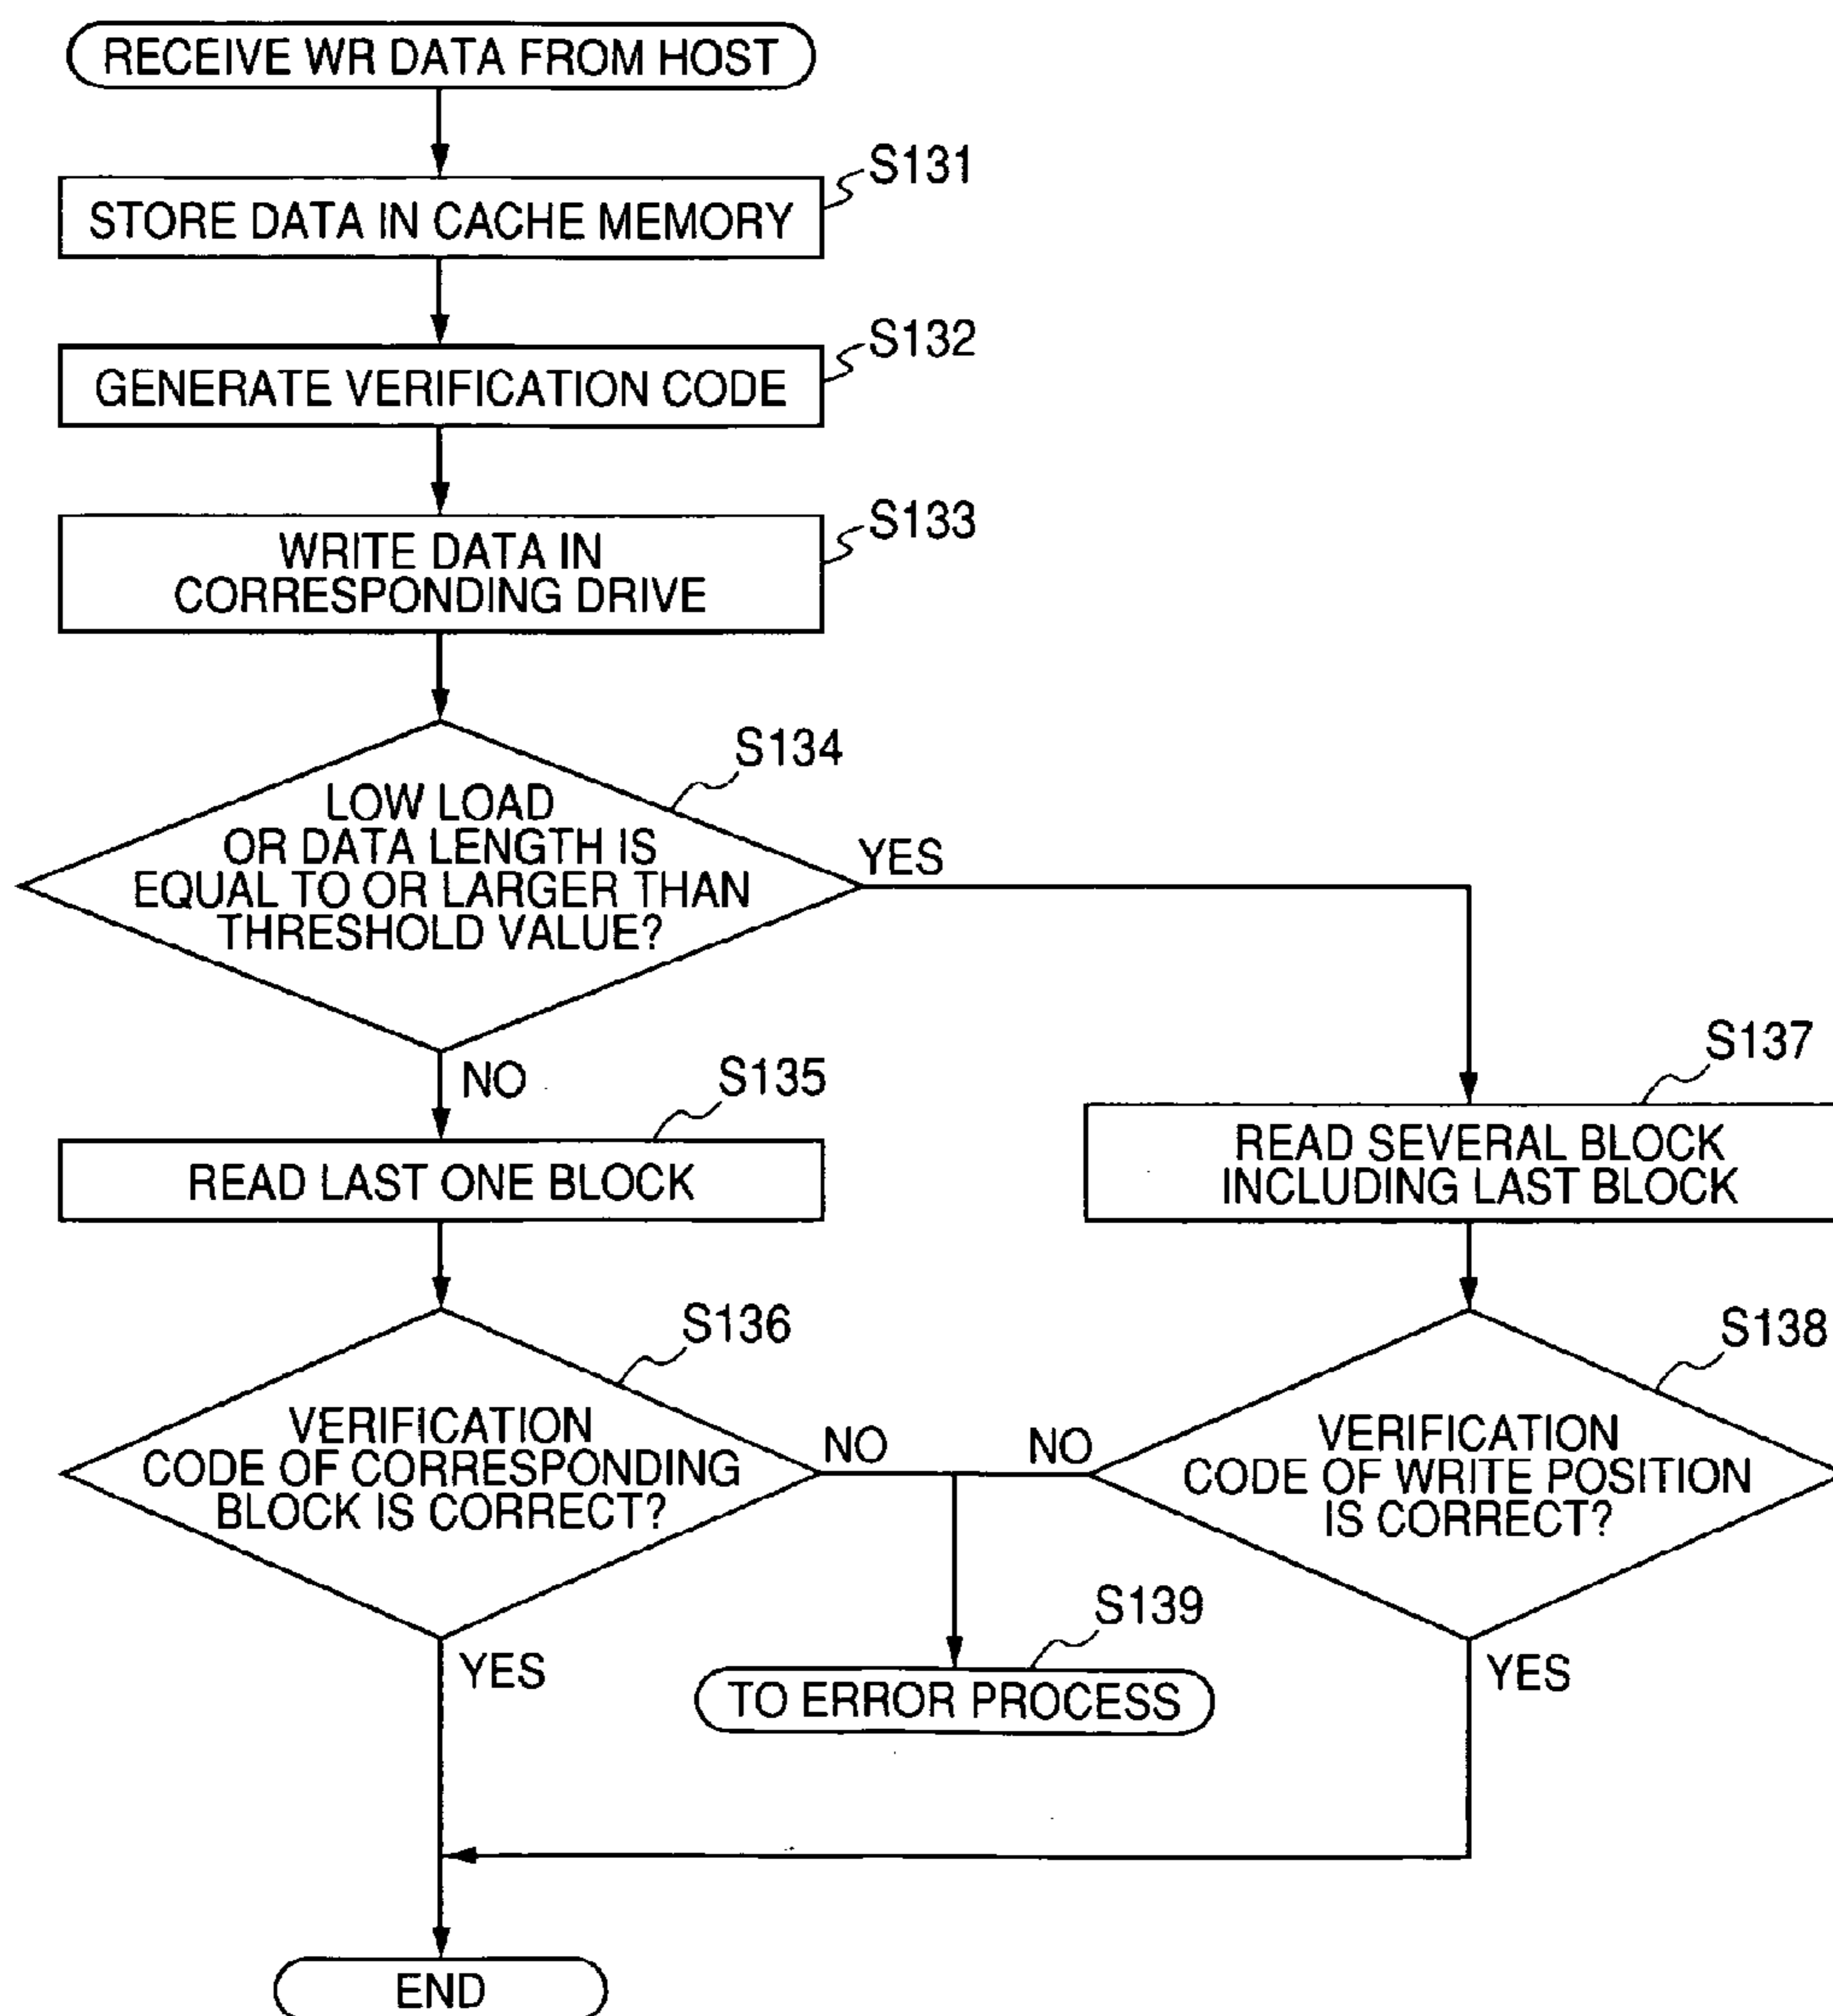 RECEIVE WR DATA FROM HOST
S131
STORE DATA IN CACHE MEMORY
S132
GENERATE VERIFICATION CODE
S133
WRITE DATA IN
CORRESPONDING DRIVE
S134
LOW LOAD
OR DATA LENGTH IS
EQUAL TO OR LARGER THAN
THRESHOLD VALUE?
YES
NO
S135
READ LAST ONE BLOCK
S137
READ SEVERAL BLOCK
INCLUDING LAST BLOCK
S136
VERIFICATION
CODE OF CORRESPONDING
BLOCK IS CORRECT?
NO
YES
S138
VERIFICATION
CODE OF WRITE POSITION
IS CORRECT?
NO
YES
S139
TO ERROR PROCESS
END